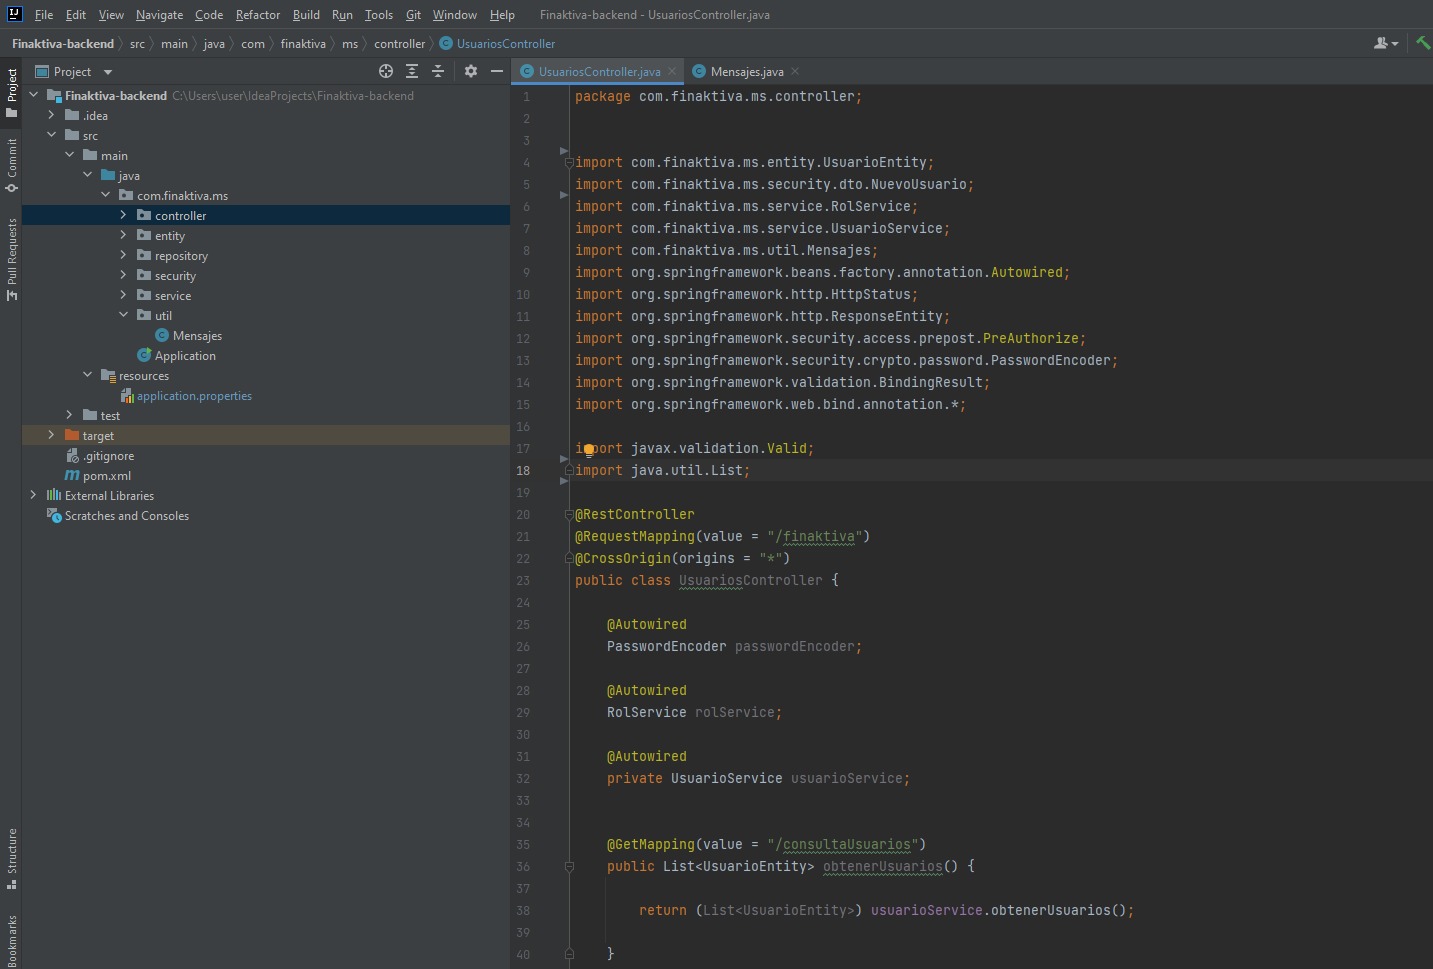 File Edit View Navigate Code Refactor Build Run Tools Git Window Help Finaktiva-backend - UsuariosController.java
Finaktiva-backend src main java com finaktiva ms controller UsuariosController
Project
Finaktiva-backend C:\Users\user\IdeaProjects\Finaktiva-backend
.idea
src
main
java
com.finaktiva.ms
controller
entity
repository
security
service
util
Mensajes
Application
resources
application.properties
test
target
.gitignore
pom.xml
External Libraries
Scratches and Consoles
Project
Commit
Pull Requests
Structure
Bookmarks
UsuariosController.java Mensajes.java
1 package com.finaktiva.ms.controller;
2
3
4 import com.finaktiva.ms.entity.UsuarioEntity;
5 import com.finaktiva.ms.security.dto.NuevoUsuario;
6 import com.finaktiva.ms.service.RolService;
7 import com.finaktiva.ms.service.UsuarioService;
8 import com.finaktiva.ms.util.Mensajes;
9 import org.springframework.beans.factory.annotation.Autowired;
10 import org.springframework.http.HttpStatus;
11 import org.springframework.http.ResponseEntity;
12 import org.springframework.security.access.prepost.PreAuthorize;
13 import org.springframework.security.crypto.password.PasswordEncoder;
14 import org.springframework.validation.BindingResult;
15 import org.springframework.web.bind.annotation.*;
16
17 import javax.validation.Valid;
18 import java.util.List;
19
20 @RestController
21 @RequestMapping(value = "/finaktiva")
22 @CrossOrigin(origins = "*")
23 public class UsuariosController {
24
25 @Autowired
26 PasswordEncoder passwordEncoder;
27
28 @Autowired
29 RolService rolService;
30
31 @Autowired
32 private UsuarioService usuarioService;
33
34
35 @GetMapping(value = "/consultaUsuarios")
36 public List<UsuarioEntity> obtenerUsuarios() {
37
38 return (List<UsuarioEntity>) usuarioService.obtenerUsuarios();
39
40 }